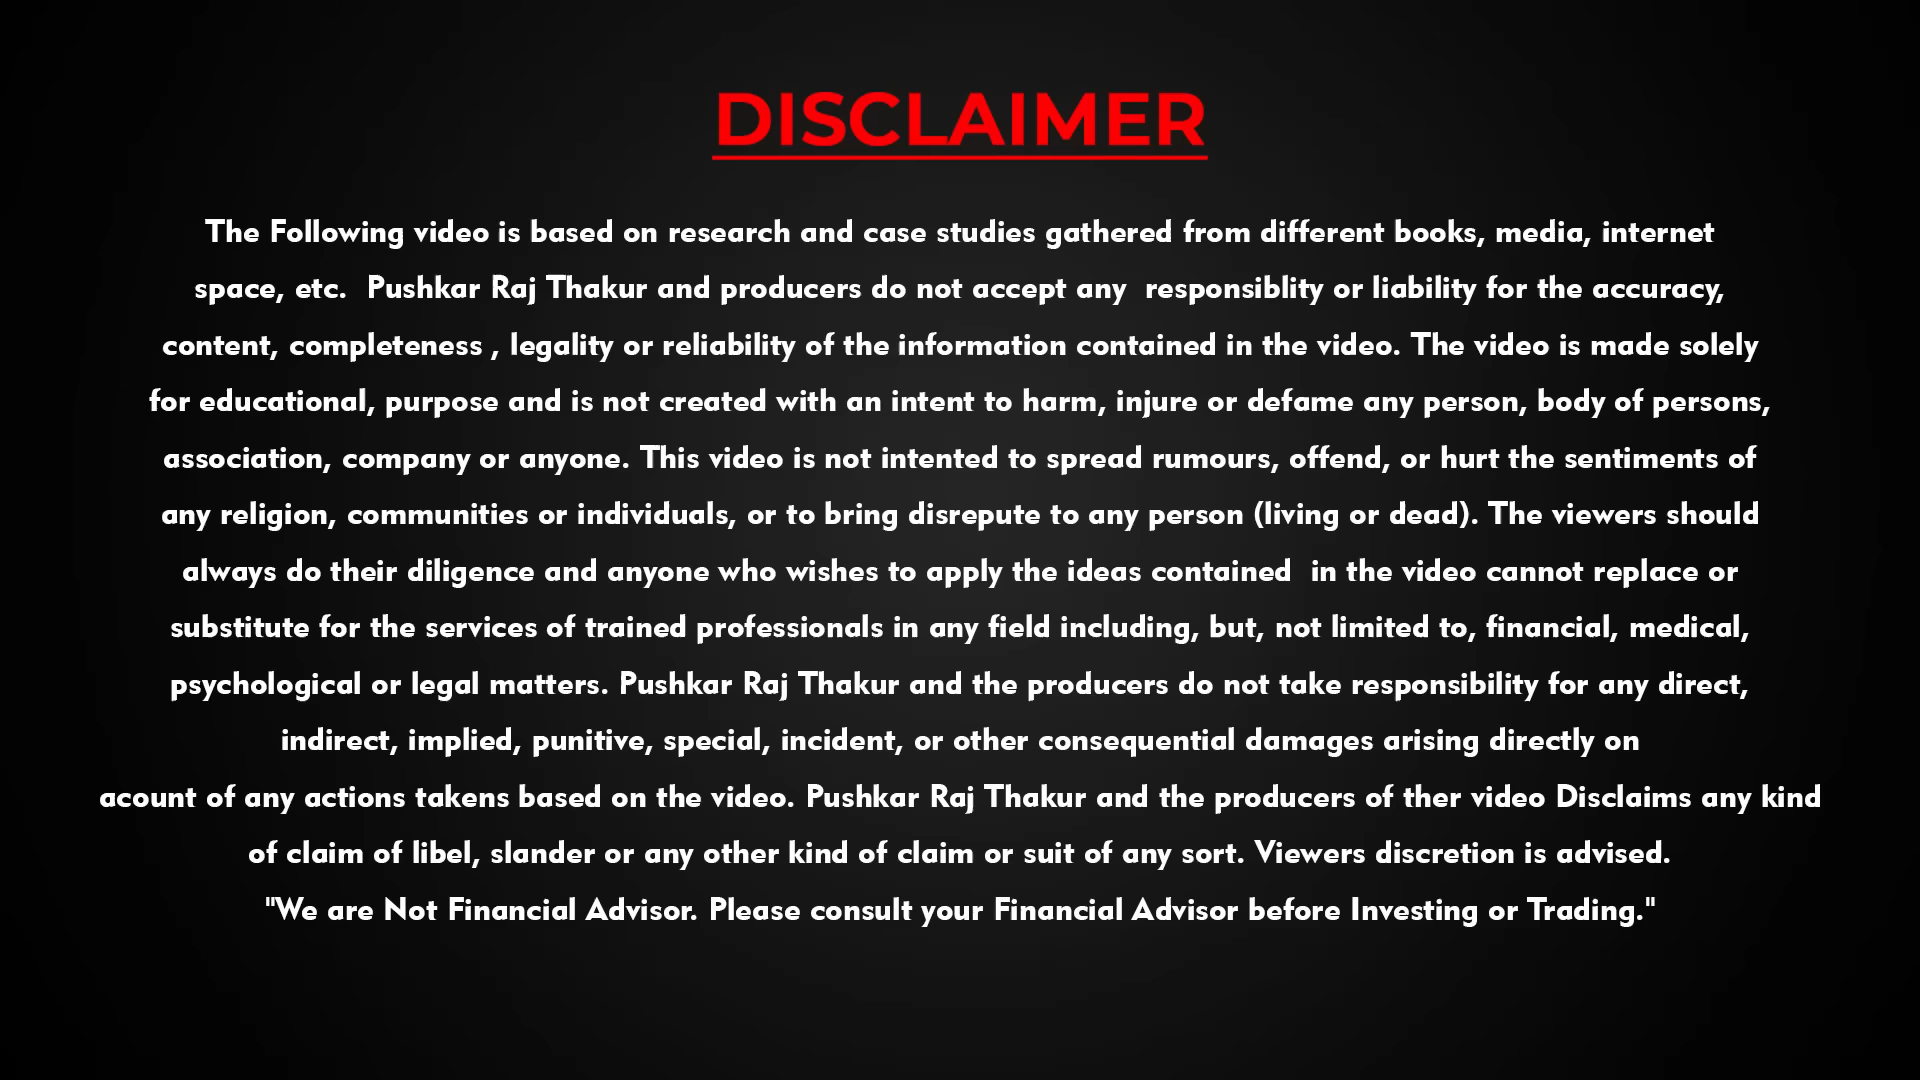 DISCLAIMER
The Following video is based on research and case studies gathered from different books, media, internet
space, etc.  Pushkar Raj Thakur and producers do not accept any  responsiblity or liability for the accuracy,
content, completeness , legality or reliability of the information contained in the video. The video is made solely
for educational, purpose and is not created with an intent to harm, injure or defame any person, body of persons,
association, company or anyone. This video is not intented to spread rumours, offend, or hurt the sentiments of
any religion, communities or individuals, or to bring disrepute to any person (living or dead). The viewers should
always do their diligence and anyone who wishes to apply the ideas contained  in the video cannot replace or
substitute for the services of trained professionals in any field including, but, not limited to, financial, medical,
psychological or legal matters. Pushkar Raj Thakur and the producers do not take responsibility for any direct,
indirect, implied, punitive, special, incident, or other consequential damages arising directly on
acount of any actions takens based on the video. Pushkar Raj Thakur and the producers of ther video Disclaims any kind
of claim of libel, slander or any other kind of claim or suit of any sort. Viewers discretion is advised.
"We are Not Financial Advisor. Please consult your Financial Advisor before Investing or Trading."